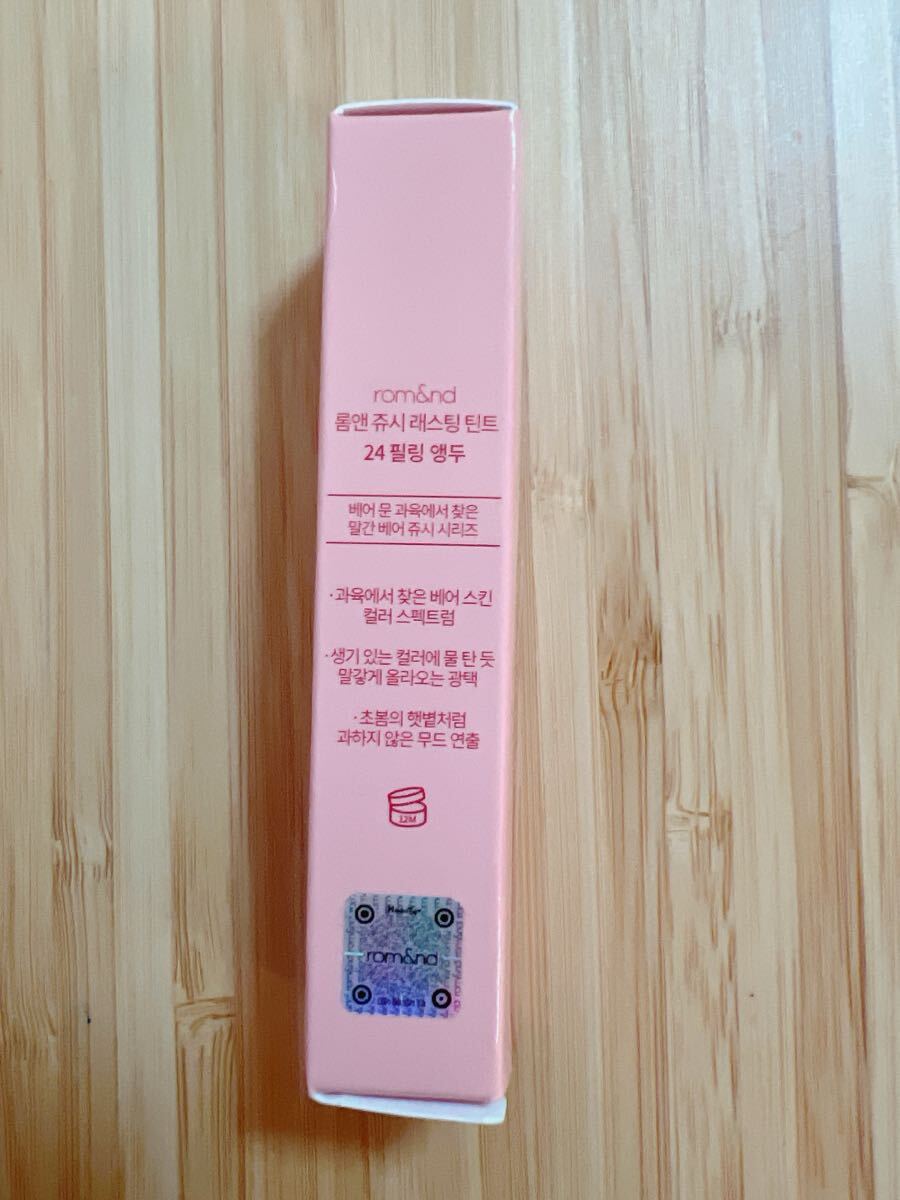 rom&nd
롬앤 쥬시 래스팅 틴트
24 필링 앵두
베어 문 과육에서 찾은
말간 베어 쥬시 시리즈
·과육에서 찾은 베어 스킨
컬러 스펙트럼
·생기 있는 컬러에 물 탄 듯
말갛게 올라오는 광택
·초봄의 햇볕처럼
과하지 않은 무드 연출
12M
rom&nd